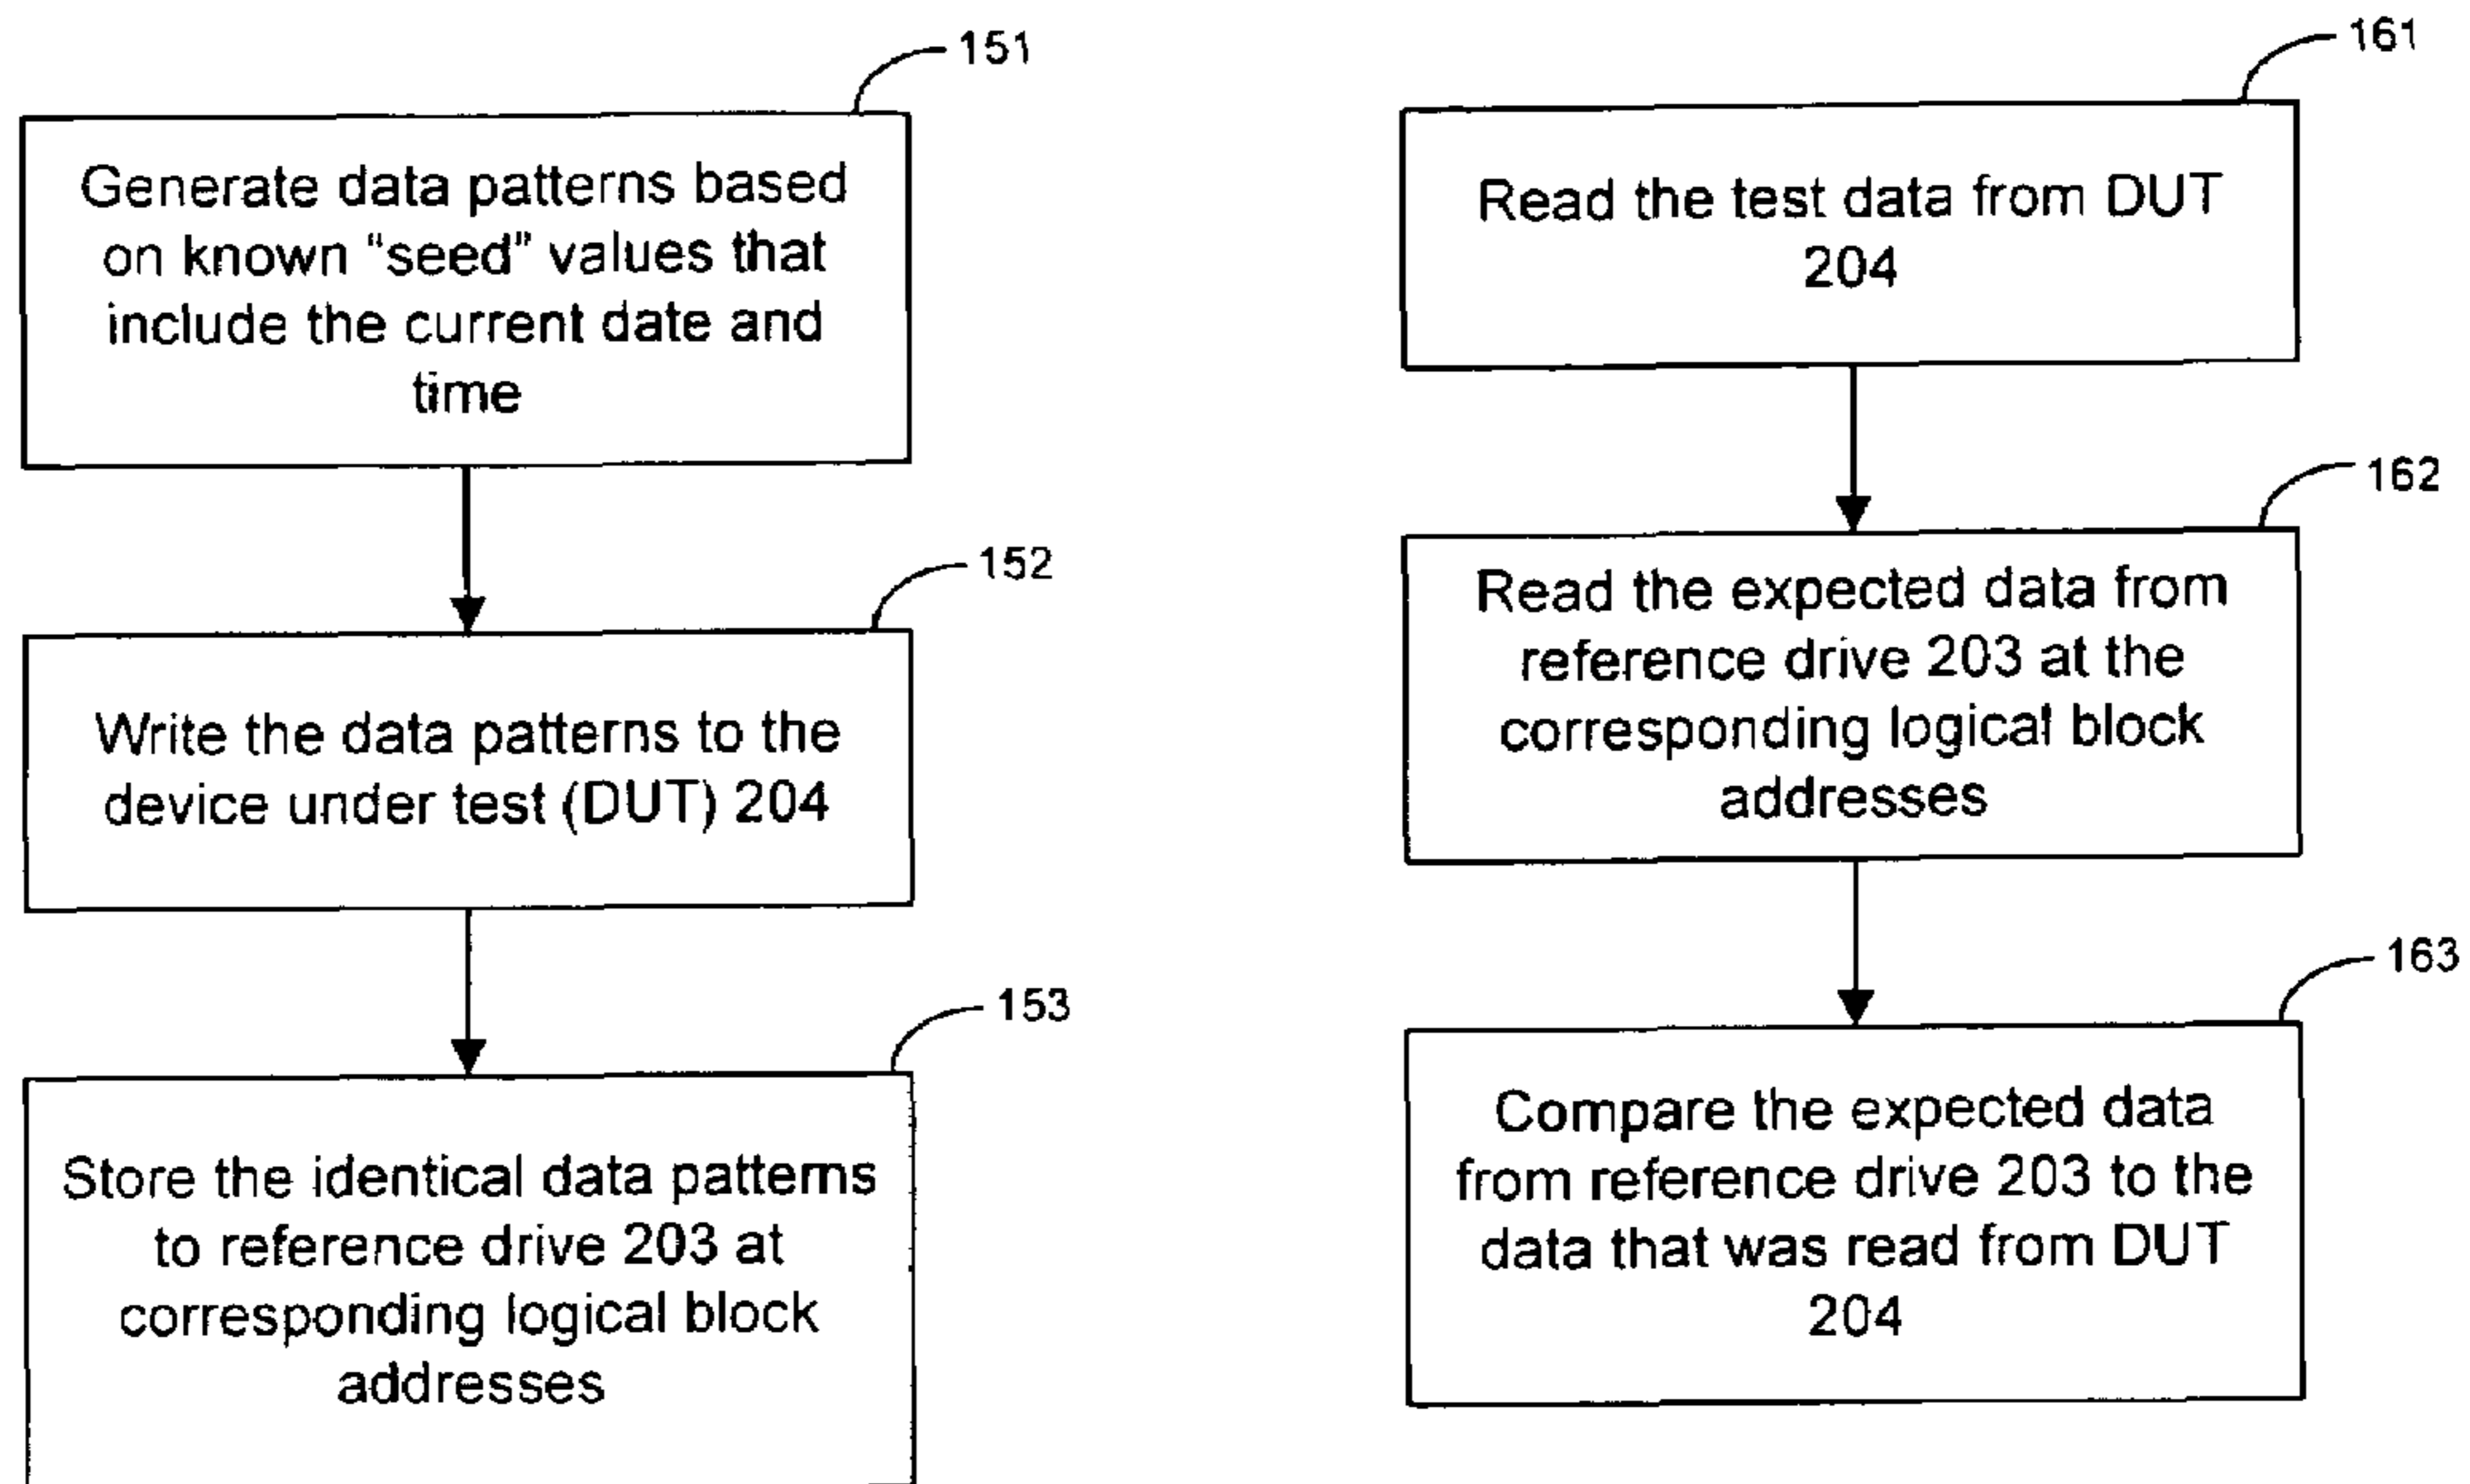 151
Generate data patterns based
on known "seed" values that
include the current date and
time
152
Write the data patterns to the
device under test (DUT) 204
153
Store the identical data patterns
to reference drive 203 at
corresponding logical block
addresses
161
Read the test data from DUT
204
162
Read the expected data from
reference drive 203 at the
corresponding logical block
addresses
163
Compare the expected data
from reference drive 203 to the
data that was read from DUT
204